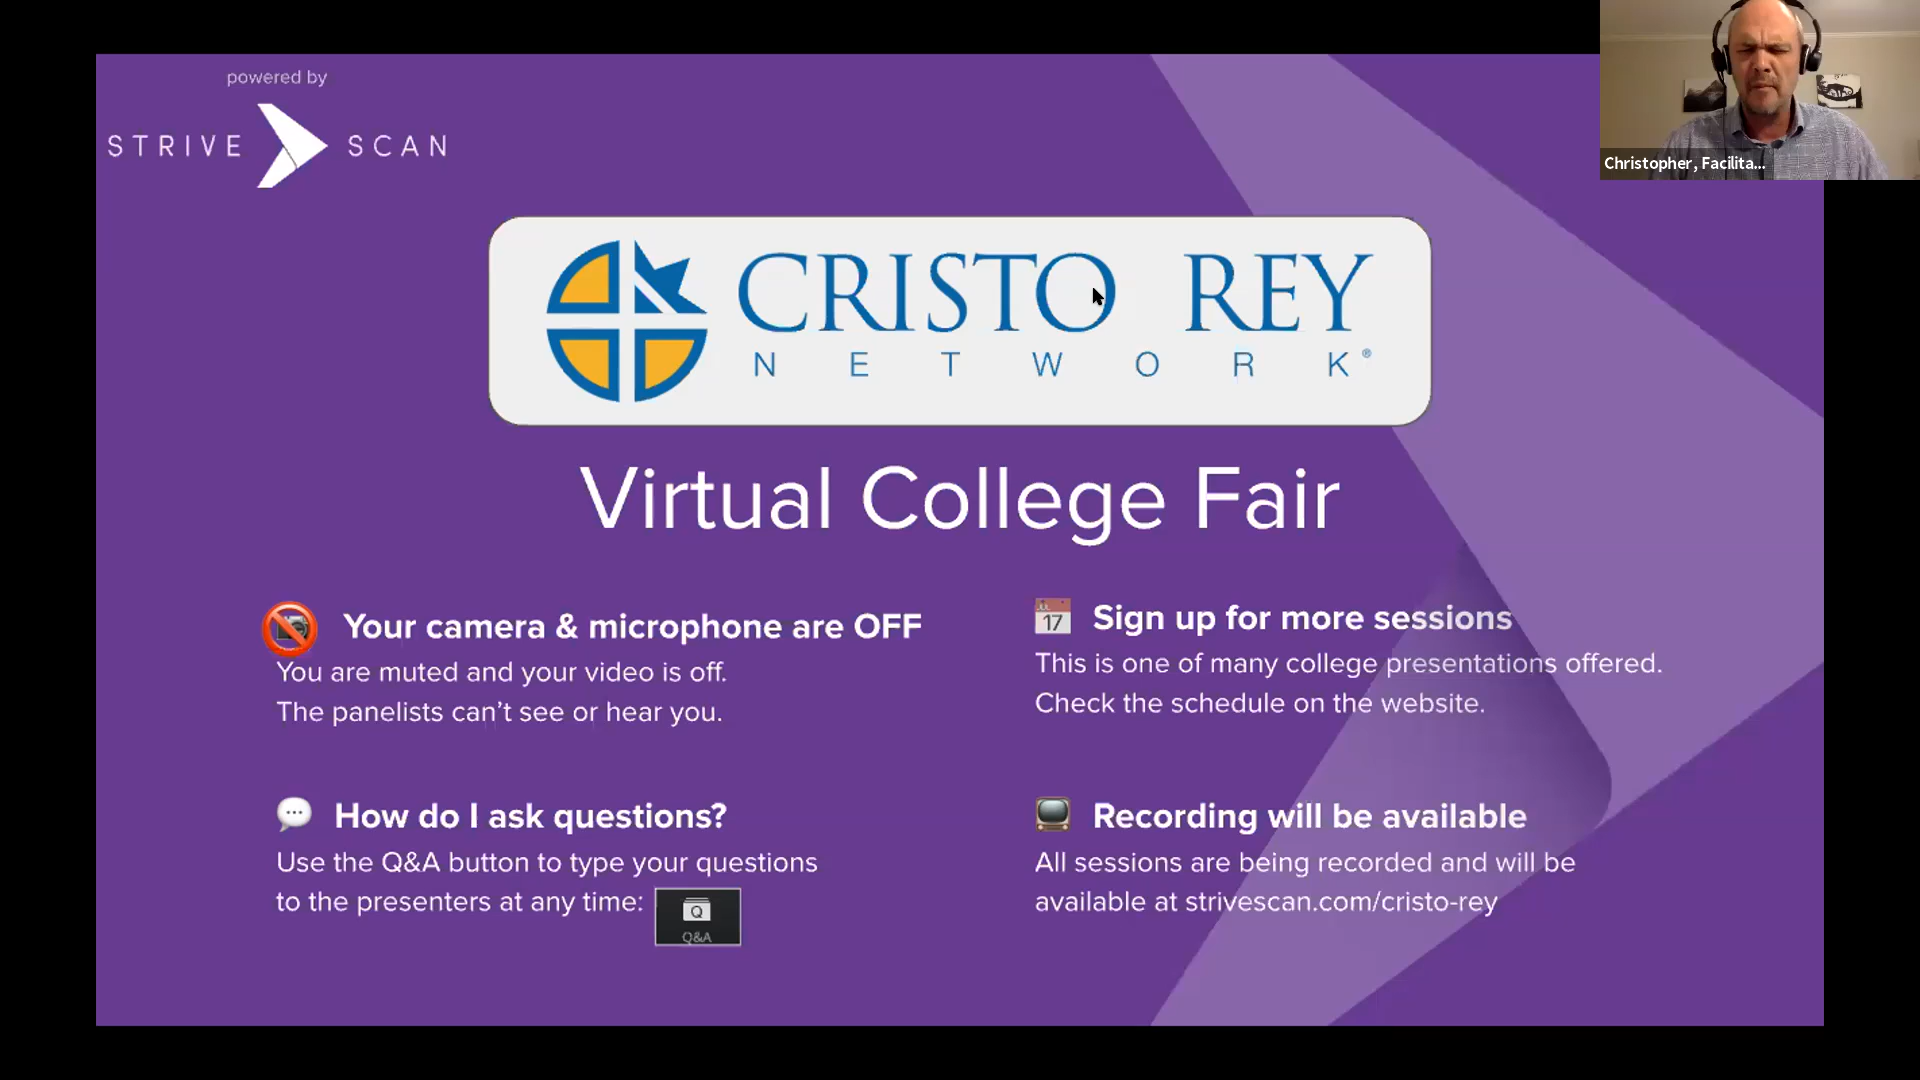 powered by
STRIVE SCAN
Christopher, Facilita...
CRISTO REY
NETWORK®
Virtual College Fair
Your camera & microphone are OFF
You are muted and your video is off.
The panelists can't see or hear you.
JUL
17
Sign up for more sessions
This is one of many college presentations offered.
Check the schedule on the website.
How do I ask questions?
Use the Q&A button to type your questions
to the presenters at any time:
Q
Q&A
Recording will be available
All sessions are being recorded and will be
available at strivescan.com/cristo-rey